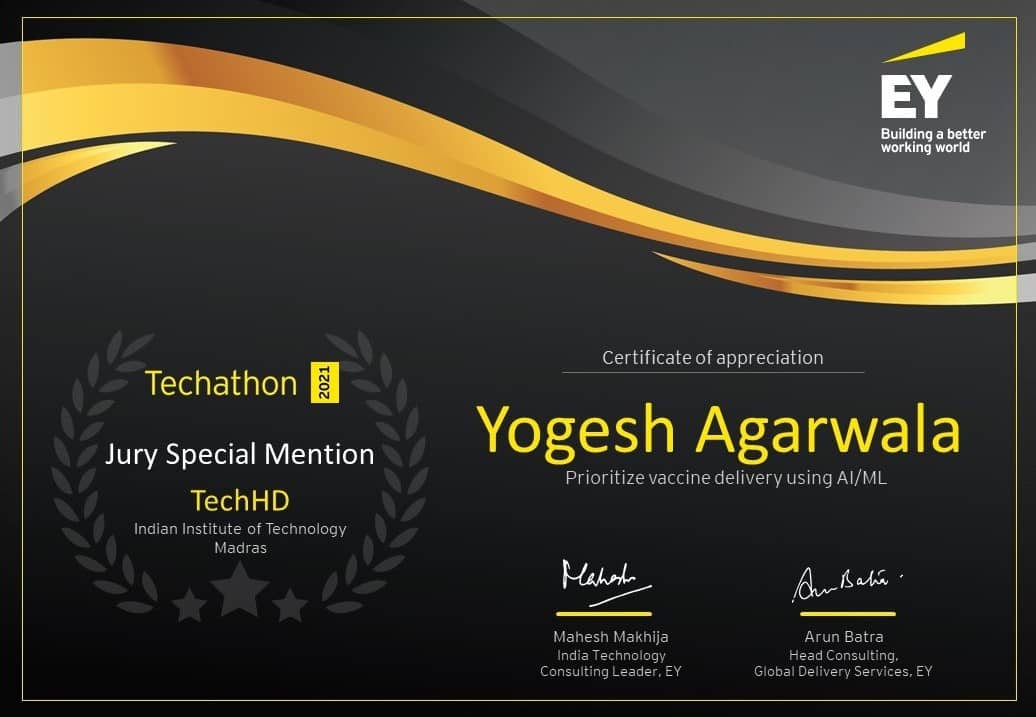 EY
Building a better
working world
Techathon 2021
Jury Special Mention
TechHD
Indian Institute of Technology
Madras
Certificate of appreciation
Yogesh Agarwala
Prioritize vaccine delivery using AI/ML
Mahesh
Mahesh Makhija
India Technology
Consulting Leader, EY
Arun Batra
Arun Batra
Head Consulting,
Global Delivery Services, EY